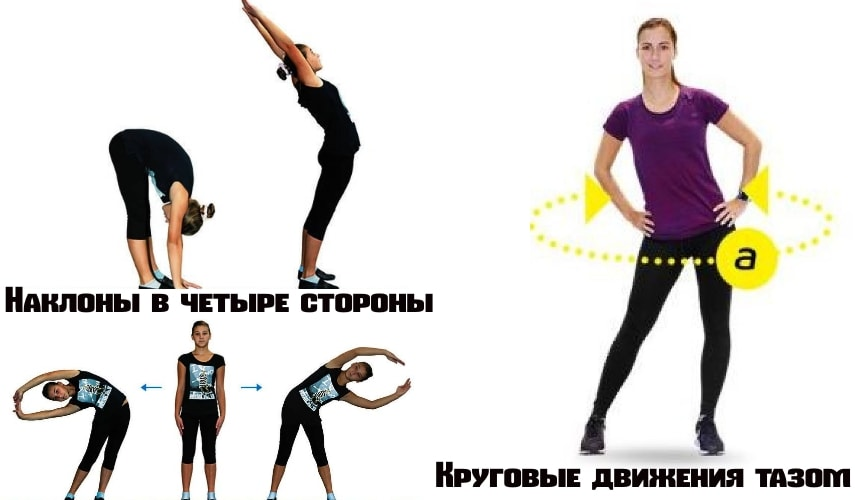 Наклоны в четыре стороны
a
Круговые движения тазом